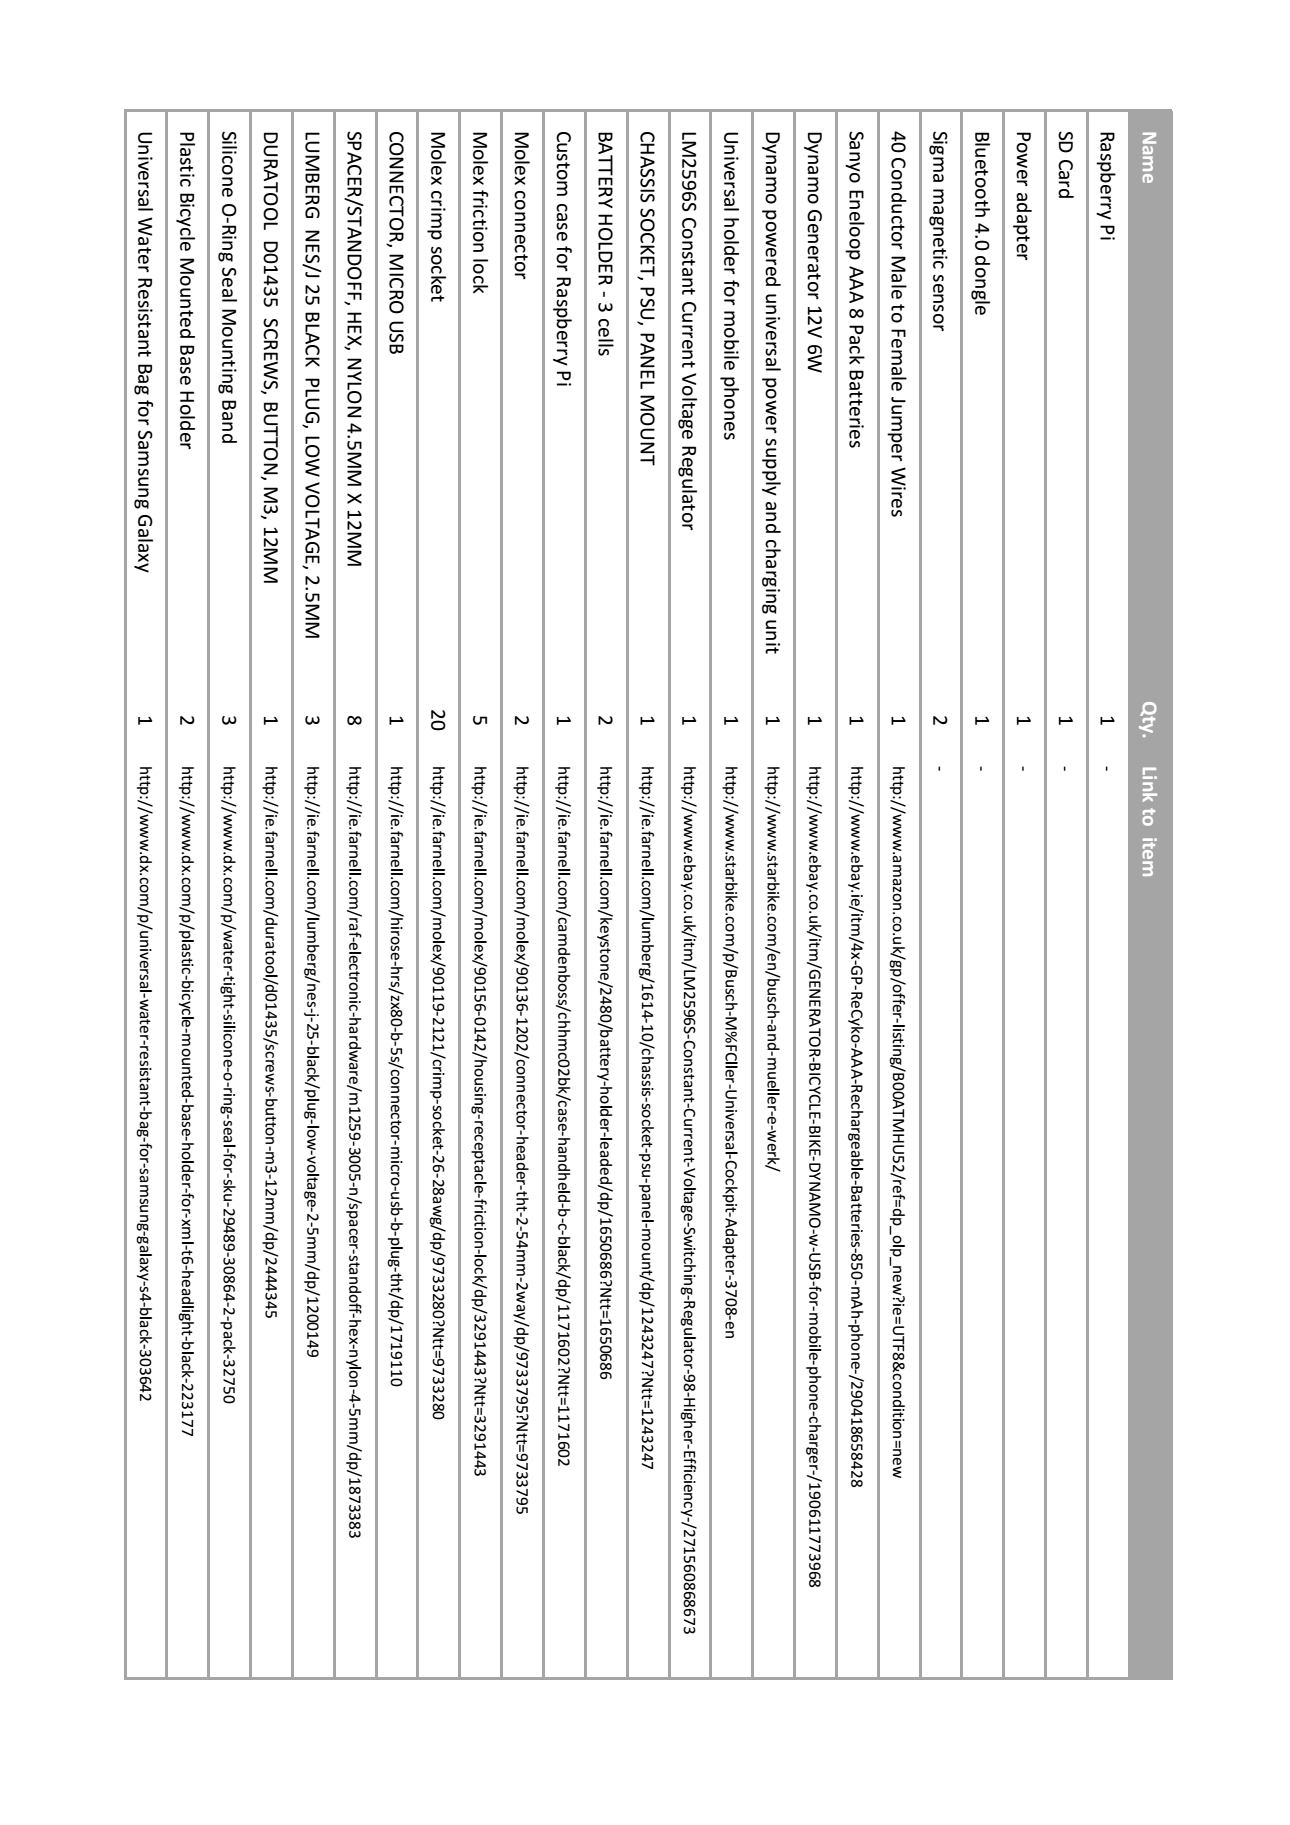 Name Qty. Link to item
Raspberry Pi 1 -
SD Card 1 -
Power adapter 1 -
Bluetooth 4.0 dongle 1 -
Sigma magnetic sensor 2 -
40 Conductor Male to Female Jumper Wires 1 http://www.amazon.co.uk/gp/offer-listing/B00ATMHU52/ref=dp_olp_new?ie=UTF8&condition=new
Sanyo Eneloop AAA 8 Pack Batteries 1 http://www.ebay.ie/itm/4x-GP-ReCyko-AAA-Rechargeable-Batteries-850-mAh-phone-/290418658428
Dynamo Generator 12V 6W 1 http://www.ebay.co.uk/itm/GENERATOR-BICYCLE-BIKE-DYNAMO-w-USB-for-mobile-phone-charger-/190611773968
Dynamo powered universal power supply and charging unit 1 http://www.starbike.com/en/busch-and-mueller-e-werk/
Universal holder for mobile phones 1 http://www.starbike.com/p/Busch-M%FCller-Universal-Cockpit-Adapter-3708-en
LM2596S Constant Current Voltage Regulator 1 http://www.ebay.co.uk/itm/LM2596S-Constant-Current-Voltage-Switching-Regulator-98-Higher-Efficiency-/271560868673
CHASSIS SOCKET, PSU, PANEL MOUNT 1 http://ie.farnell.com/lumberg/1614-10/chassis-socket-psu-panel-mount/dp/1243247?Ntt=1243247
BATTERY HOLDER - 3 cells 2 http://ie.farnell.com/keystone/2480/battery-holder-leaded/dp/1650686?Ntt=1650686
Custom case for Raspberry Pi 1 http://ie.farnell.com/camdenboss/chhmc02bk/case-handheld-b-c-black/dp/1171602?Ntt=1171602
Molex connector 2 http://ie.farnell.com/molex/90136-1202/connector-header-tht-2-54mm-2way/dp/9733795?Ntt=9733795
Molex friction lock 5 http://ie.farnell.com/molex/90156-0142/housing-receptacle-friction-lock/dp/3291443?Ntt=3291443
Molex crimp socket 20 http://ie.farnell.com/molex/90119-2121/crimp-socket-26-28awg/dp/9733280?Ntt=9733280
CONNECTOR, MICRO USB 1 http://ie.farnell.com/hirose-hrs/zx80-b-5s/connector-micro-usb-b-plug-tht/dp/1719110
SPACER/STANDOFF, HEX, NYLON 4.5MM X 12MM 8 http://ie.farnell.com/raf-electronic-hardware/m1259-3005-n/spacer-standoff-hex-nylon-4-5mm/dp/1873383
LUMBERG NES/J 25 BLACK PLUG, LOW VOLTAGE, 2.5MM 3 http://ie.farnell.com/lumberg/nes-j-25-black/plug-low-voltage-2-5mm/dp/1200149
DURATOOL D01435 SCREWS, BUTTON, M3, 12MM 1 http://ie.farnell.com/duratool/d01435/screws-button-m3-12mm/dp/2444345
Silicone O-Ring Seal Mounting Band 3 http://www.dx.com/p/water-tight-silicone-o-ring-seal-for-sku-29489-30864-2-pack-32750
Plastic Bicycle Mounted Base Holder 2 http://www.dx.com/p/plastic-bicycle-mounted-base-holder-for-xml-t6-headlight-black-223177
Universal Water Resistant Bag for Samsung Galaxy 1 http://www.dx.com/p/universal-water-resistant-bag-for-samsung-galaxy-s4-black-303642